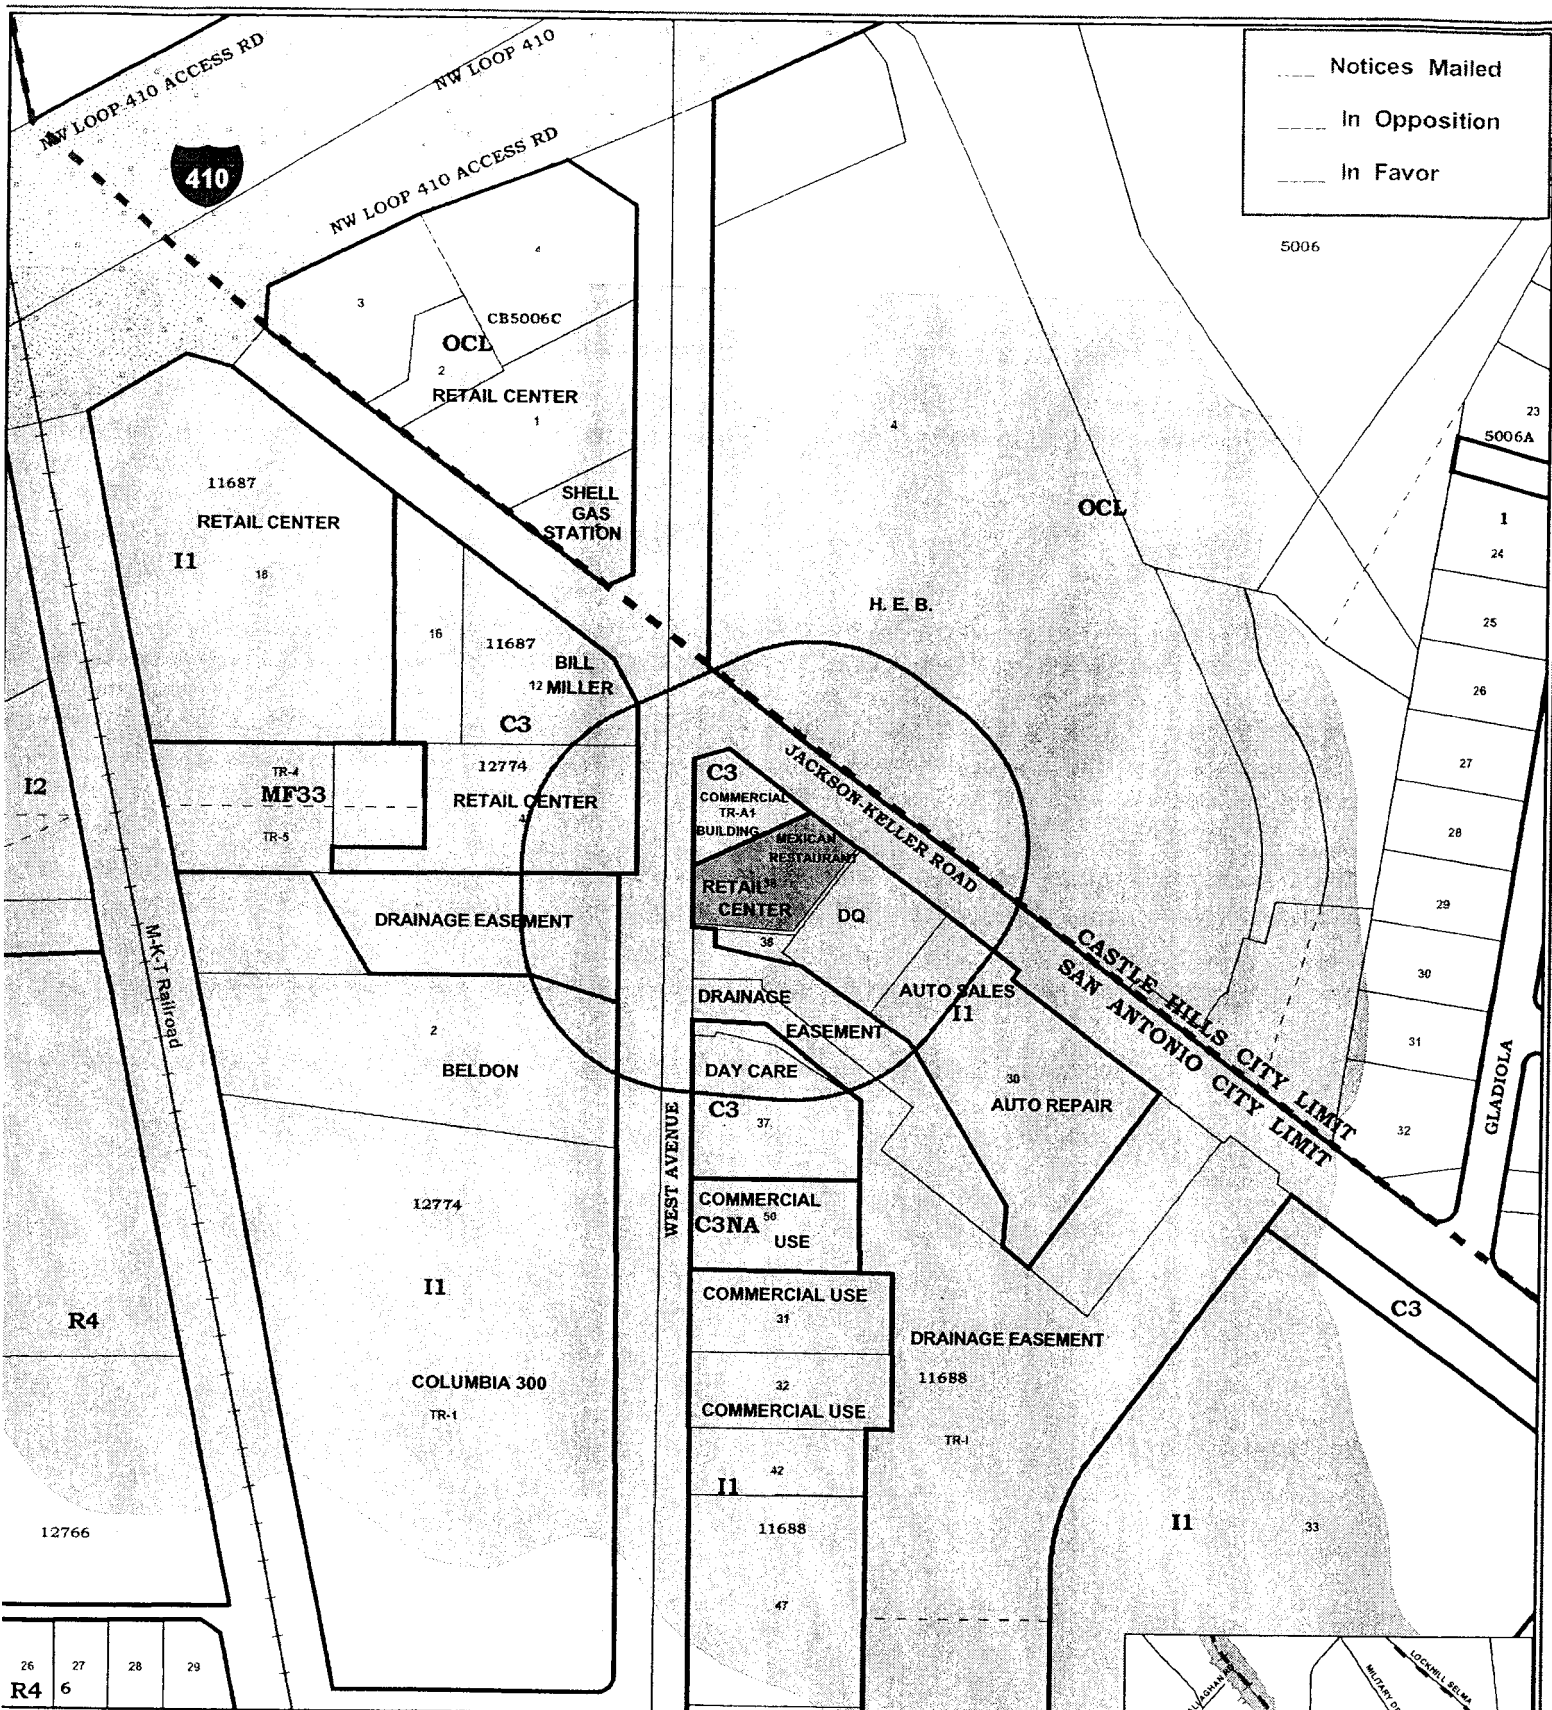 NW LOOP 410 ACCESS RD
NW LOOP 410
NW LOOP 410 ACCESS RD
410
Notices Mailed
In Opposition
In Favor
5006
4
3
CB5006C
OCL
2
RETAIL CENTER
1
4
23
5006A
11687
RETAIL CENTER
I1
18
SHELL
GAS
STATION
OCL
1
24
H. E. B.
25
16
11687
BILL
12 MILLER
C3
26
27
28
29
30
31
32
I2
TR-4
MF33
TR-5
12774
RETAIL CENTER
C3
COMMERCIAL
TR-A1
BUILDING
MEXICAN
RESTAURANT
RETAIL
CENTER
JACKSON-KELLER ROAD
DQ
38
DRAINAGE EASEMENT
M-K-T Railroad
DRAINAGE
EASEMENT
AUTO SALES
I1
CASTLE HILLS CITY LIMIT
SAN ANTONIO CITY LIMIT
GLADIOLA
2
BELDON
DAY CARE
C3
37
30
AUTO REPAIR
WEST AVENUE
12774
COMMERCIAL
C3NA 50
USE
I1
R4
COMMERCIAL USE
31
C3
DRAINAGE EASEMENT
11688
COLUMBIA 300
TR-1
32
COMMERCIAL USE
TR-I
42
I1
11688
I1
33
12766
47
26
27
28
29
R4
6
MILITARY
LOCKHILL SELMA